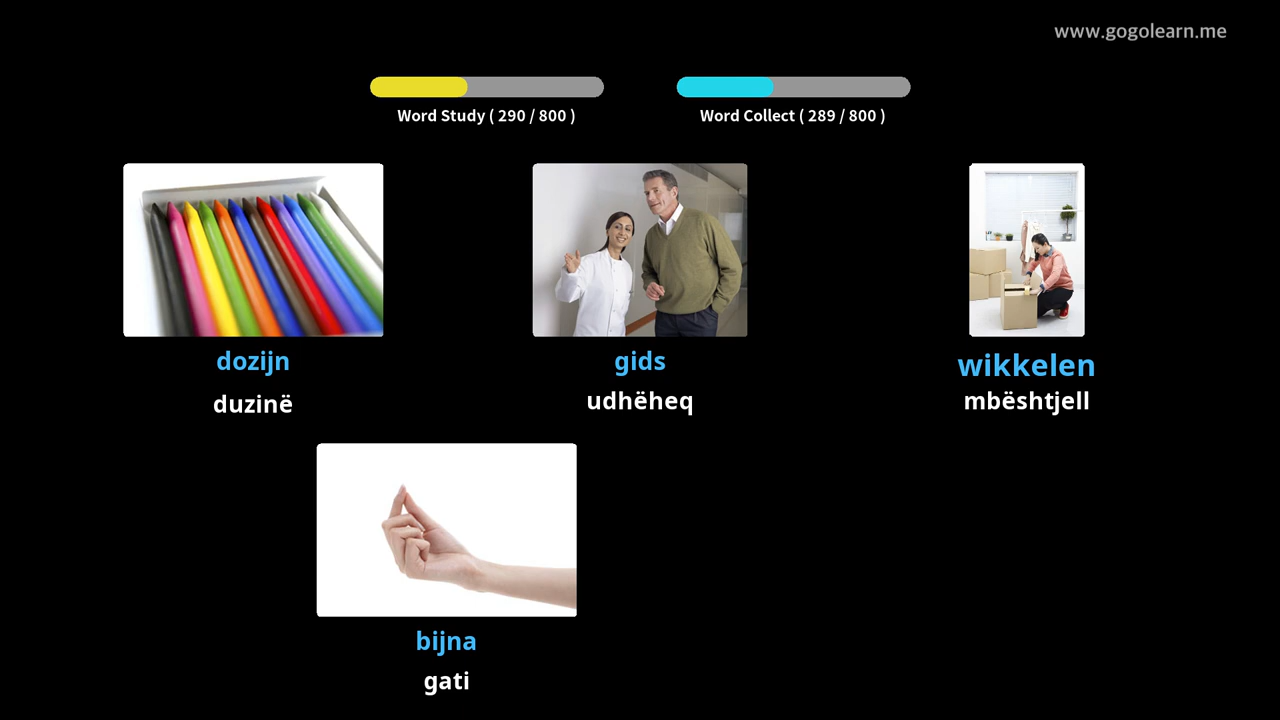 www.gogolearn.me
Word Study ( 290 / 800 )
Word Collect ( 289 / 800 )
dozijn
duzinë
gids
udhëheq
wikkelen
mbështjell
bijna
gati